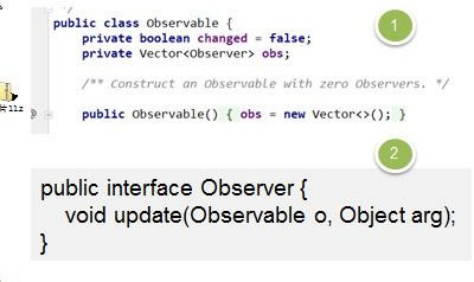 */
public class Observable {
private boolean changed = false;
private Vector<Observer> obs;
/** Construct an Observable with zero Observers. */
public Observable() { obs = new Vector<>(); }
1
11z
@
2
public interface Observer {
void update(Observable o, Object arg);
}